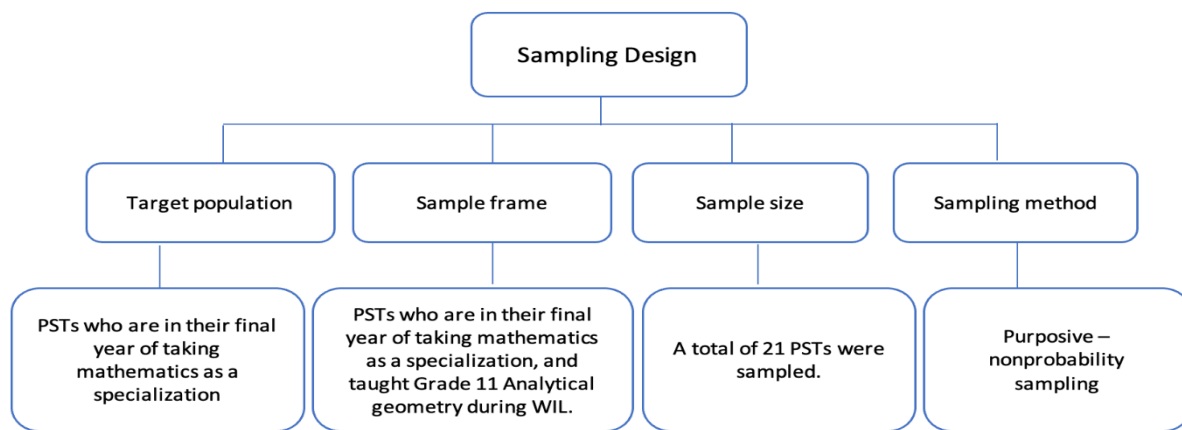 Sampling Design
Target population
Sample frame
Sample size
Sampling method
PSTs who are in their final
year of taking
mathematics as a
specialization
PSTs who are in their final
year of taking mathematics
as a specialization, and
taught Grade 11 Analytical
geometry during WIL.
A total of 21 PSTs were
sampled.
Purposive –
nonprobability
sampling